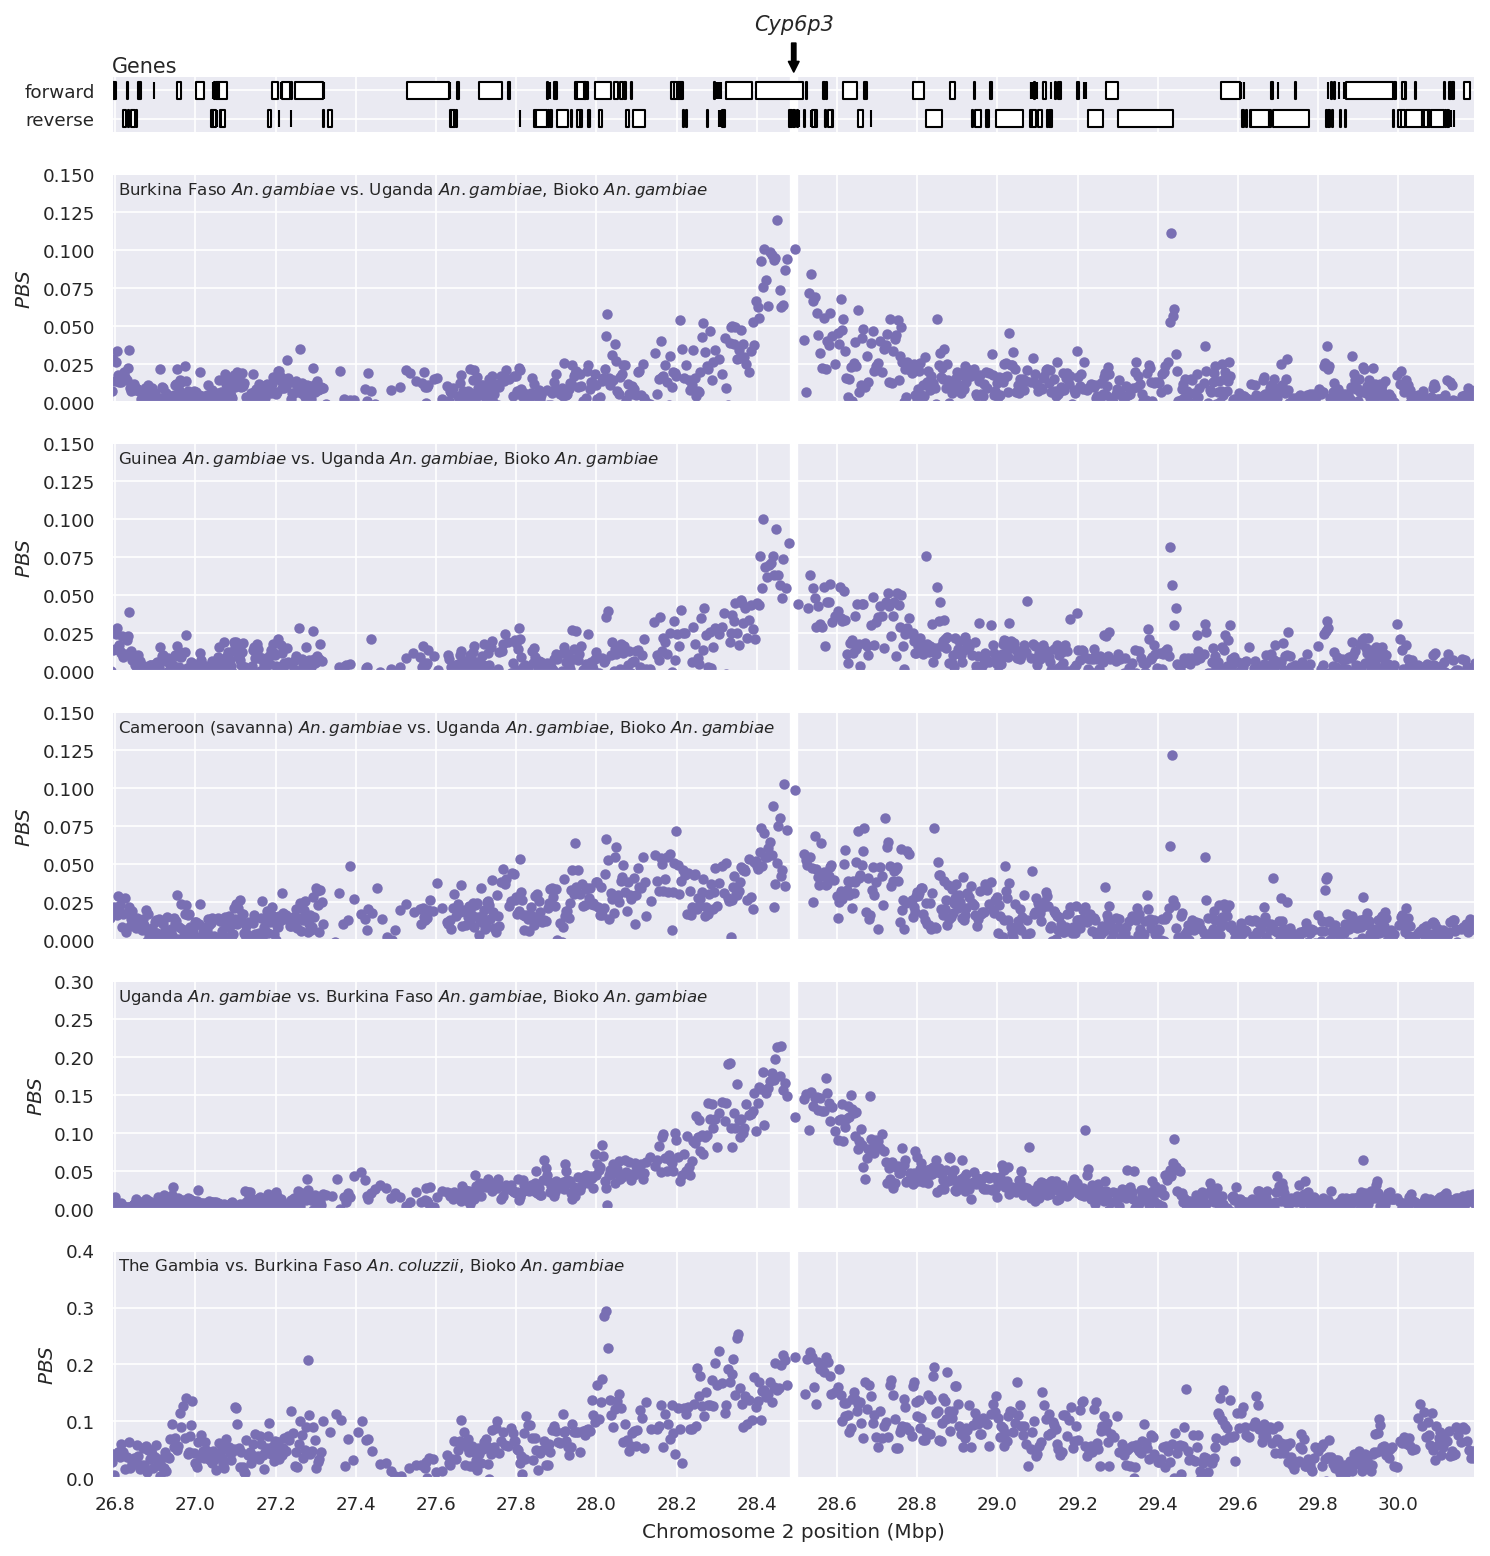 Cyp6p3
Genes
forward
reverse
0.150
Burkina Faso An. gambiae vs. Uganda An. gambiae, Bioko An. gambiae
0.125
0.100
0.075
0.050
0.025
0.000
PBS
0.150
Guinea An. gambiae vs. Uganda An. gambiae, Bioko An. gambiae
0.125
0.100
0.075
0.050
0.025
0.000
PBS
0.150
Cameroon (savanna) An. gambiae vs. Uganda An. gambiae, Bioko An. gambiae
0.125
0.100
0.075
0.050
0.025
0.000
PBS
0.30
Uganda An. gambiae vs. Burkina Faso An. gambiae, Bioko An. gambiae
0.25
0.20
0.15
0.10
0.05
0.00
PBS
0.4
The Gambia vs. Burkina Faso An. coluzzii, Bioko An. gambiae
0.3
0.2
0.1
0.0
PBS
26.8 27.0 27.2 27.4 27.6 27.8 28.0 28.2 28.4 28.6 28.8 29.0 29.2 29.4 29.6 29.8 30.0
Chromosome 2 position (Mbp)